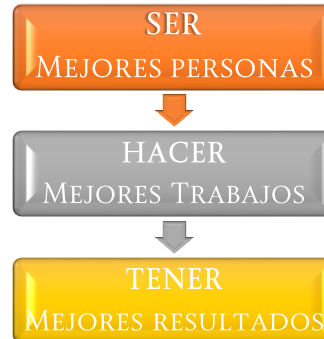 SER
MEJORES PERSONAS
HACER
MEJORES TRABAJOS
TENER
MEJORES RESULTADOS